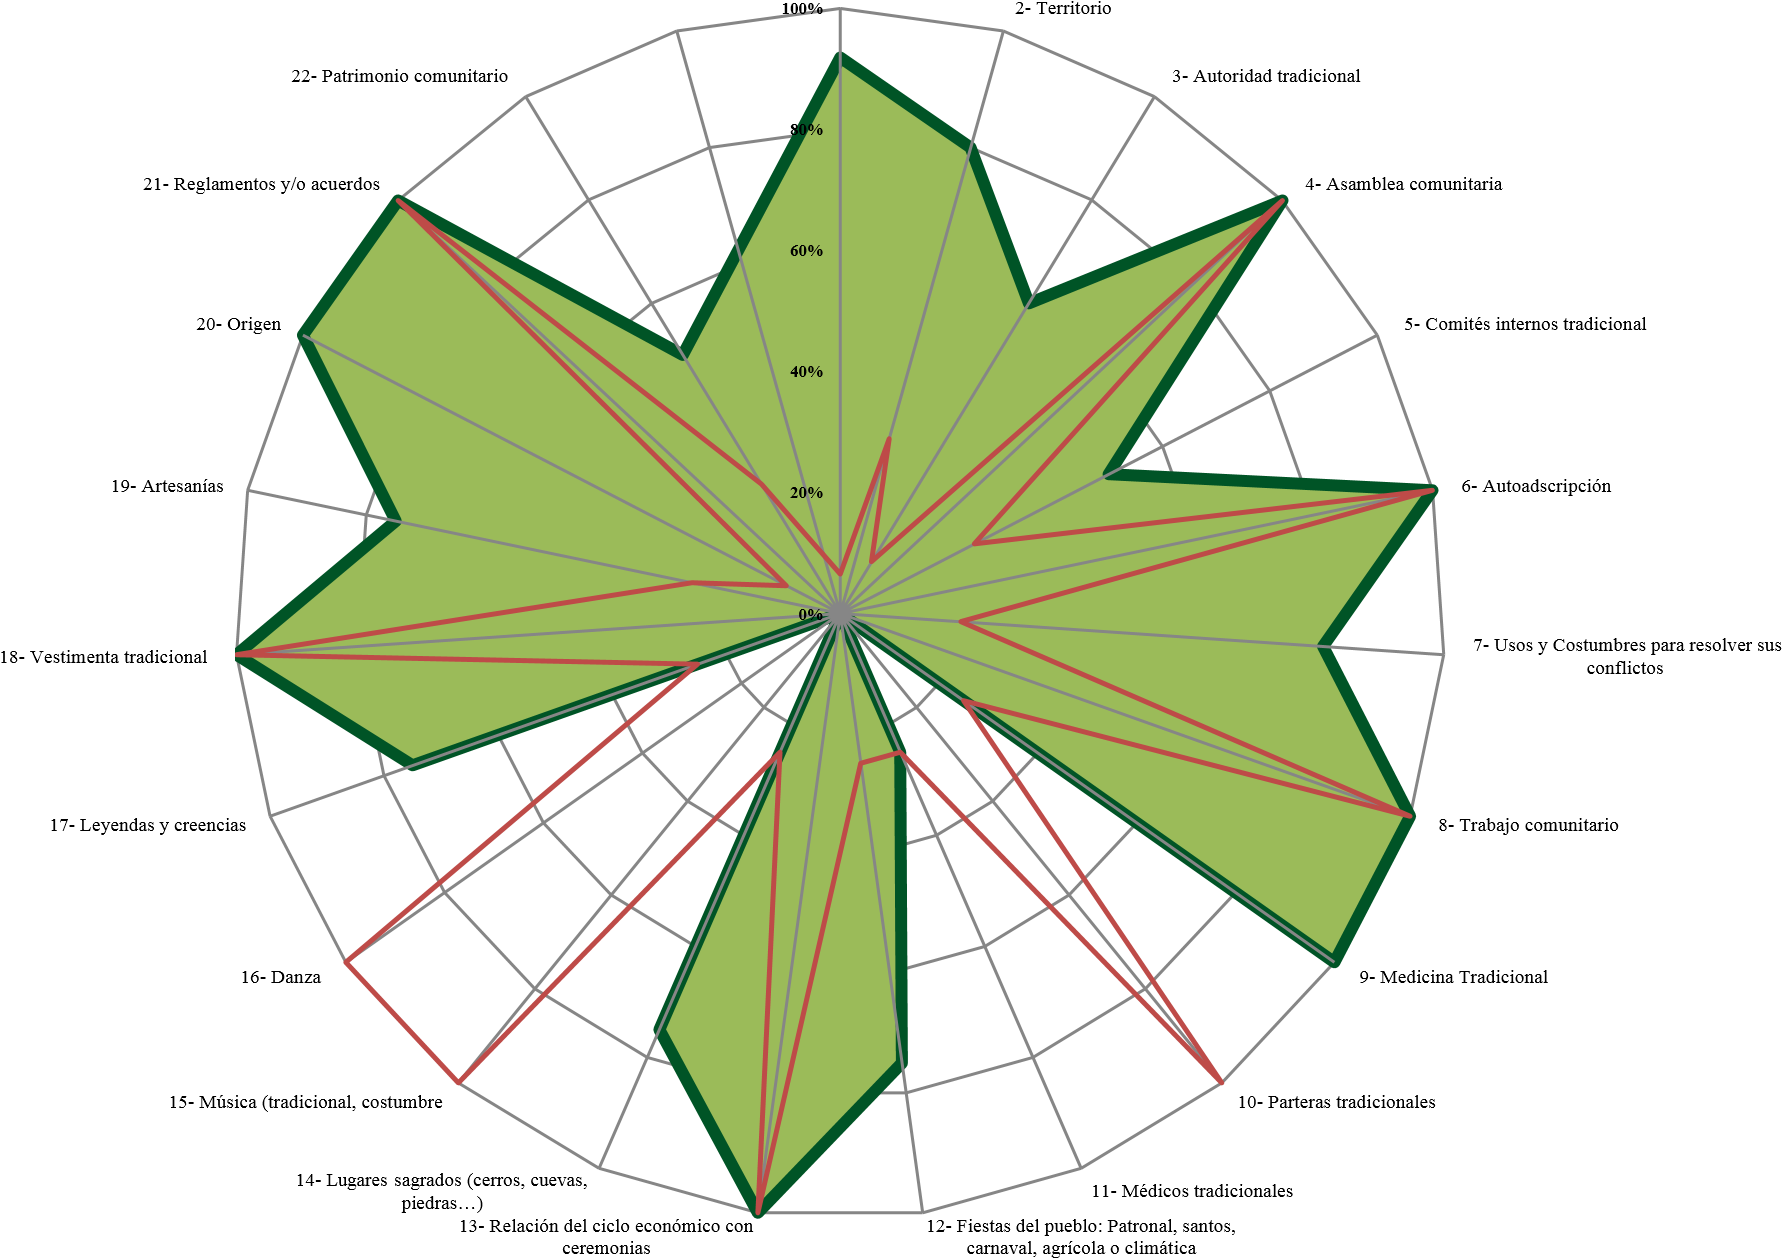 100%
80%
60%
40%
20%
0%
2- Territorio
3- Autoridad tradicional
4- Asamblea comunitaria
5- Comités internos tradicional
6- Autoadscripción
7- Usos y Costumbres para resolver sus
conflictos
8- Trabajo comunitario
9- Medicina Tradicional
10- Parteras tradicionales
11- Médicos tradicionales
12- Fiestas del pueblo: Patronal, santos,
carnaval, agrícola o climática
13- Relación del ciclo económico con
ceremonias
14- Lugares sagrados (cerros, cuevas,
piedras…)
15- Música (tradicional, costumbre
16- Danza
17- Leyendas y creencias
18- Vestimenta tradicional
19- Artesanías
20- Origen
21- Reglamentos y/o acuerdos
22- Patrimonio comunitario